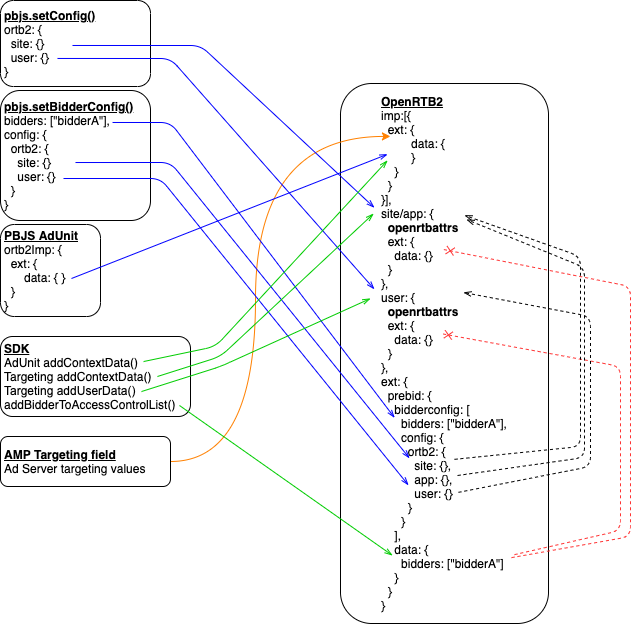 pbjs.setConfig()
ortb2: {
site: {}
user: {}
}
pbjs.setBidderConfig()
bidders: ["bidderA"],
config: {
ortb2: {
site: {}
user: {}
}
}
PBJS AdUnit
ortb2Imp: {
ext: {
data: { }
}
}
SDK
AdUnit addContextData()
Targeting addContextData()
Targeting addUserData()
addBidderToAccessControlList()
AMP Targeting field
Ad Server targeting values
OpenRTB2
imp:[{
ext: {
data: {
}
}
}
}],
site/app: {
openrtbattrs
ext: {
data: {}
}
},
user: {
openrtbattrs
ext: {
data: {}
}
},
ext: {
prebid: {
bidderconfig: [
bidders: ["bidderA"],
config: {
ortb2: {
site: {},
app: {},
user: {}
}
}
],
data: {
bidders: ["bidderA"]
}
}
}